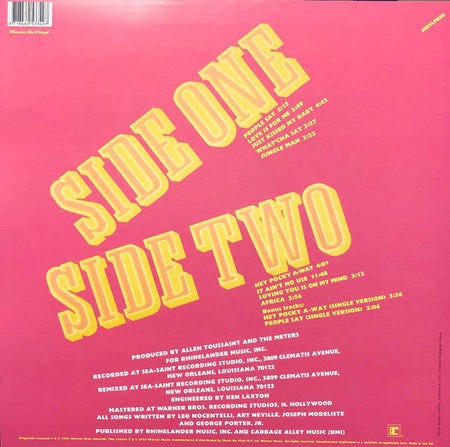 8 718469 533497
Music On Vinyl
MOVLP628
SIDE ONE
PEOPLE SAY 5:15
LOVE IS FOR ME 3:49
JUST KISSED MY BABY 4:42
WHAT'CHA SAY 3:27
JUNGLE MAN 3:23
SIDE TWO
HEY POCKY A-WAY 4:01
IT AIN'T NO USE 11:48
LOVING YOU IS ON MY MIND 3:13
AFRICA 3:56
Bonus tracks:
HEY POCKY A-WAY (SINGLE VERSION) 3:56
PEOPLE SAY (SINGLE VERSION) 3:06
PRODUCED BY ALLEN TOUSSAINT AND THE METERS
FOR RHINELANDER MUSIC, INC.
RECORDED AT SEA-SAINT RECORDING STUDIO, INC., 3809 CLEMATIS AVENUE,
NEW ORLEANS, LOUISIANA 70122
REMIXED AT SEA-SAINT RECORDING STUDIO, INC., 3809 CLEMATIS AVENUE,
NEW ORLEANS, LOUISIANA 70122
ENGINEERED BY KEN LAXTON
MASTERED AT WARNER BROS. RECORDING STUDIOS, N. HOLLYWOOD
ALL SONGS WRITTEN BY LEO NOCENTELLI, ART NEVILLE, JOSEPH MODELISTE
AND GEORGE PORTER, JR.
PUBLISHED BY RHINELANDER MUSIC, INC. AND CABBAGE ALLEY MUSIC (BMI)